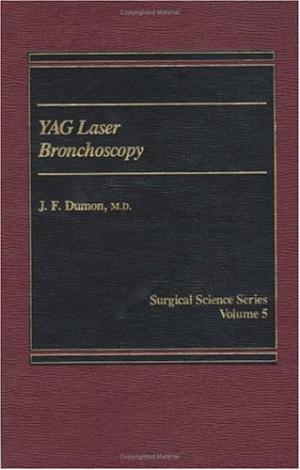 YAG Laser
Bronchoscopy
J. F. Dumon, M.D.
Surgical Science Series
Volume 5